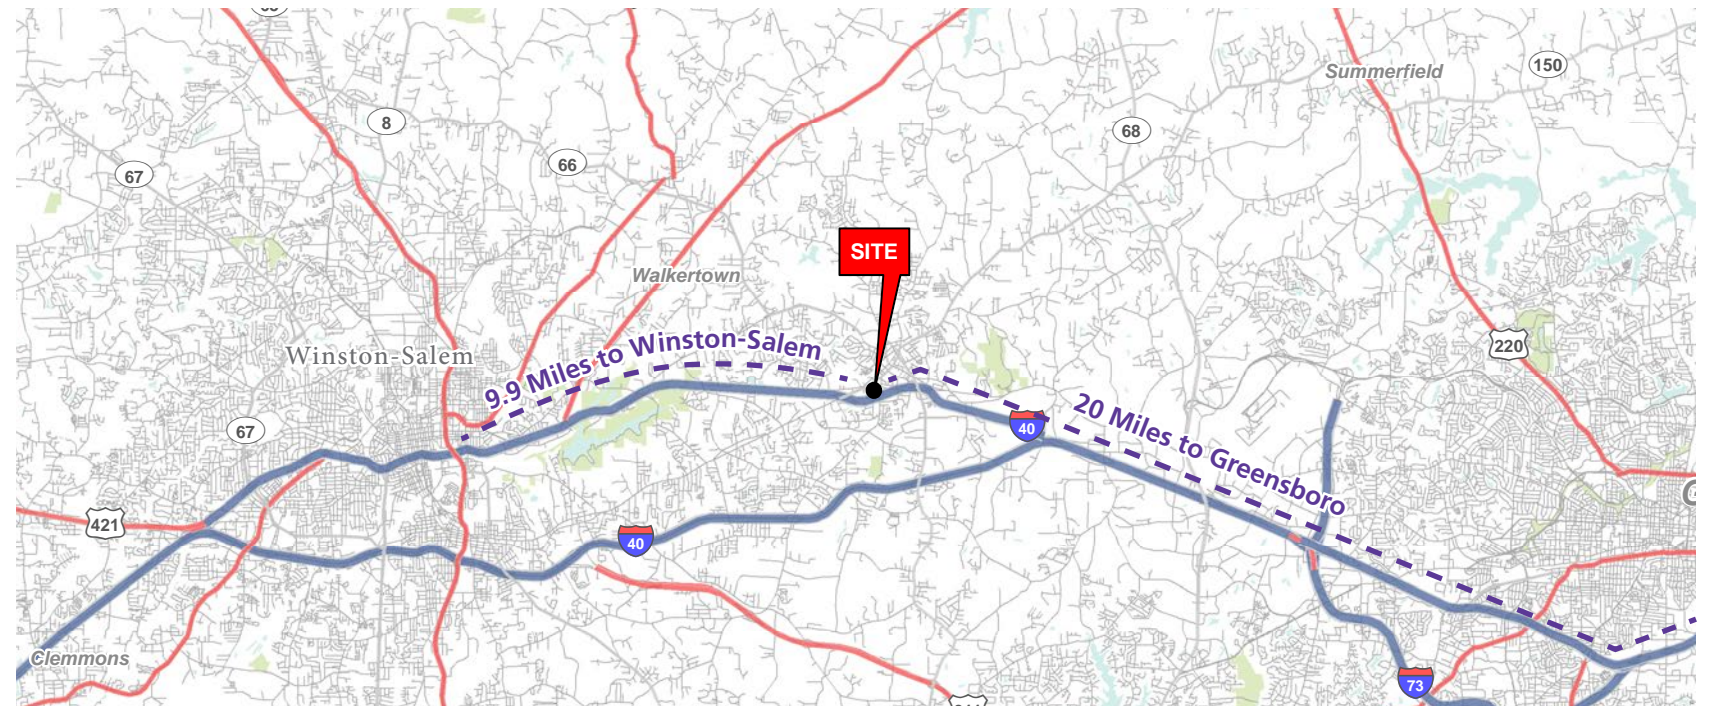 Summerfield
150
8
68
66
67
SITE
Walkertown
220
Winston-Salem
9.9 Miles to Winston-Salem
20 Miles to Greensboro
40
67
421
40
Clemmons
73